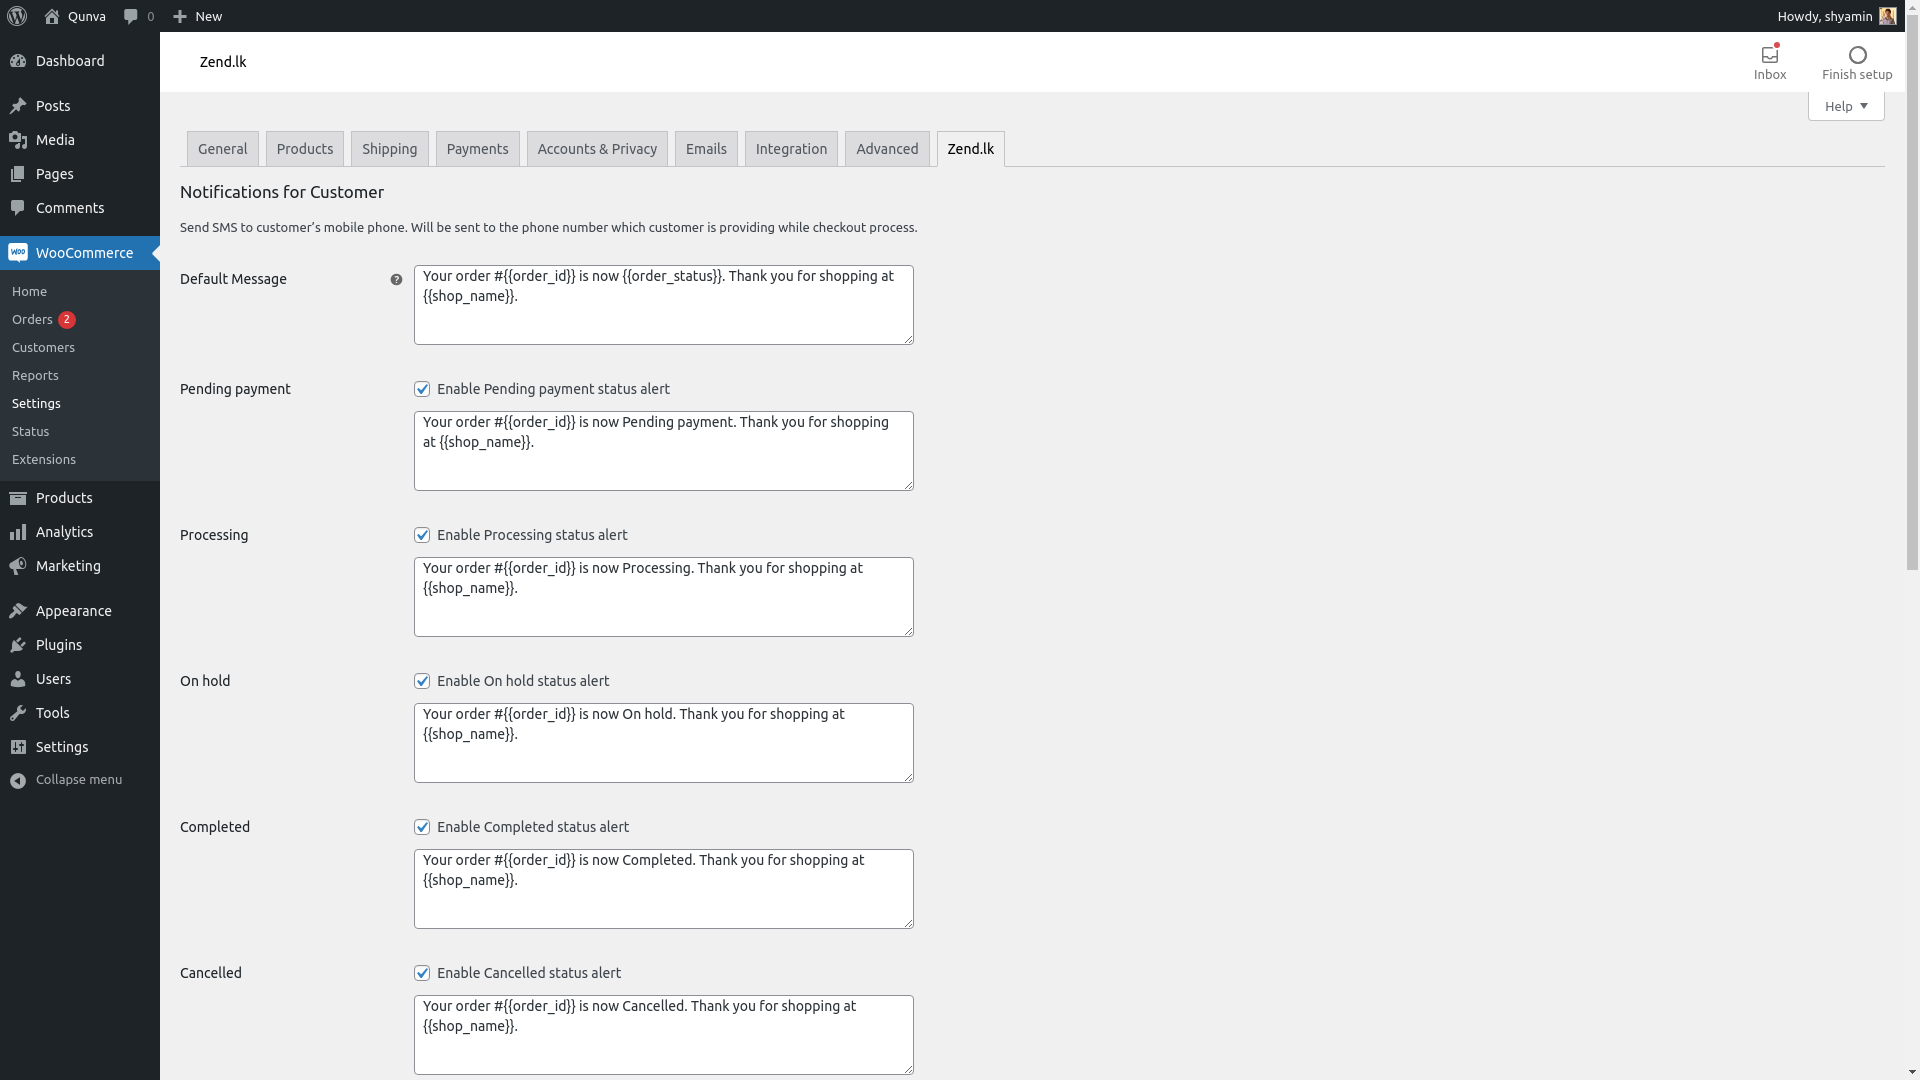 Qunva
0
New
Howdy, shyamin
Dashboard
Posts
Media
Pages
Comments
WooCommerce
Home
Orders 2
Customers
Reports
Settings
Status
Extensions
Products
Analytics
Marketing
Appearance
Plugins
Users
Tools
Settings
Collapse menu
Zend.lk
Inbox
Finish setup
Help
General
Products
Shipping
Payments
Accounts & Privacy
Emails
Integration
Advanced
Zend.lk
Notifications for Customer
Send SMS to customer’s mobile phone. Will be sent to the phone number which customer is providing while checkout process.
Default Message
?
Your order #{{order_id}} is now {{order_status}}. Thank you for shopping at
{{shop_name}}.
Pending payment
Enable Pending payment status alert
Your order #{{order_id}} is now Pending payment. Thank you for shopping
at {{shop_name}}.
Processing
Enable Processing status alert
Your order #{{order_id}} is now Processing. Thank you for shopping at
{{shop_name}}.
On hold
Enable On hold status alert
Your order #{{order_id}} is now On hold. Thank you for shopping at
{{shop_name}}.
Completed
Enable Completed status alert
Your order #{{order_id}} is now Completed. Thank you for shopping at
{{shop_name}}.
Cancelled
Enable Cancelled status alert
Your order #{{order_id}} is now Cancelled. Thank you for shopping at
{{shop_name}}.